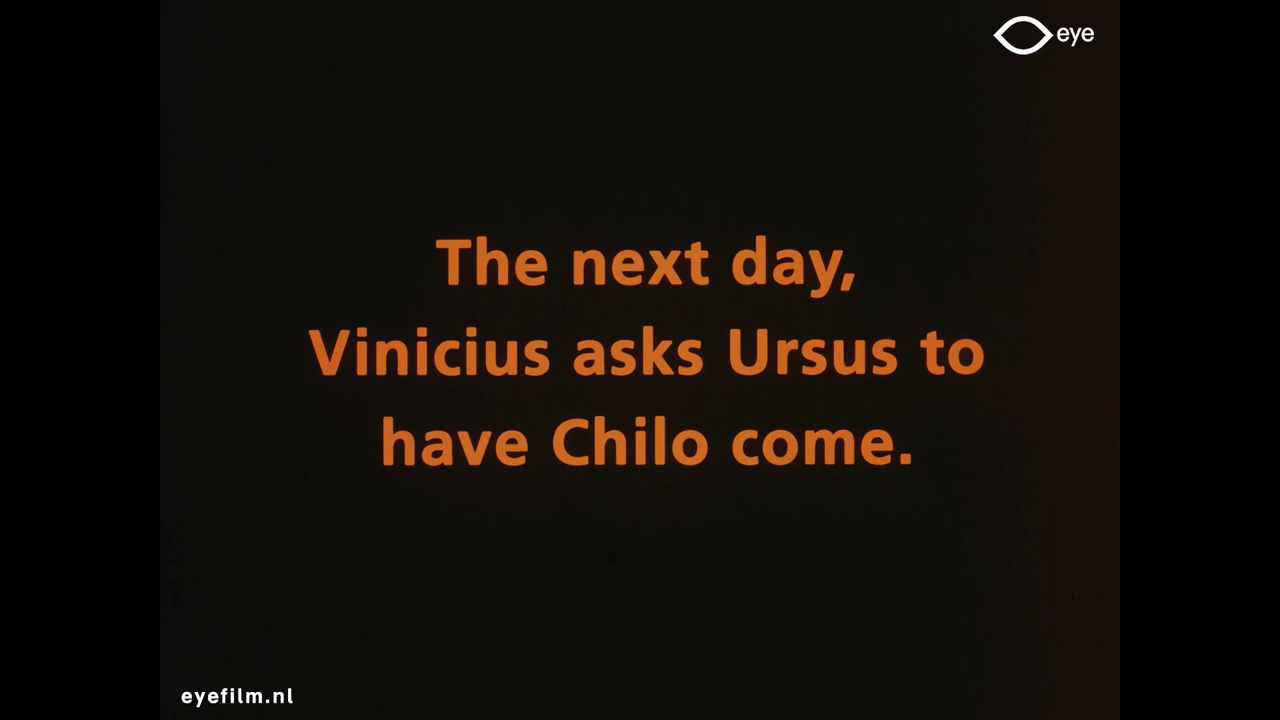 eye
The next day,
Vinicius asks Ursus to
have Chilo come.
eyefilm.nl